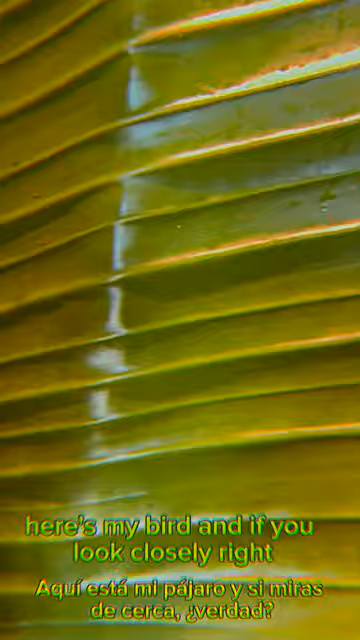 here's my bird and if you
look closely right
Aquí está mi pájaro y si miras
de cerca, ¿verdad?